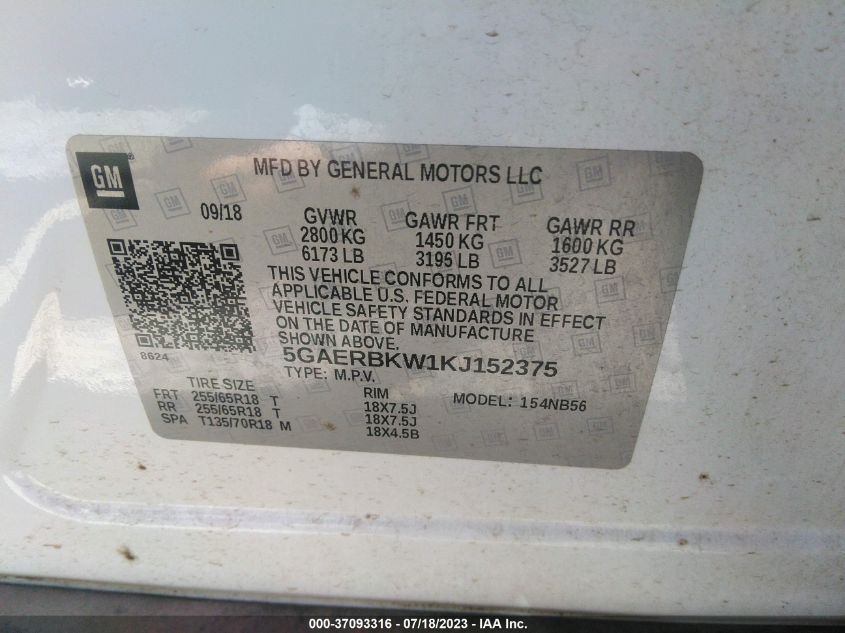 GM
MFD BY GENERAL MOTORS LLC
09/18
GVWR GAWR FRT GAWR RR
2800 KG 1450 KG 1600 KG
6173 LB 3195 LB 3527 LB
THIS VEHICLE CONFORMS TO ALL
APPLICABLE U.S. FEDERAL MOTOR
VEHICLE SAFETY STANDARDS IN EFFECT
ON THE DATE OF MANUFACTURE
SHOWN ABOVE.
8624
5GAERBKW1KJ152375
TYPE: M.P.V.
TIRE SIZE RIM MODEL: 154NB56
FRT 255/65R18 T 18X7.5J
RR 255/65R18 T 18X7.5J
SPA T135/70R18 M 18X4.5B
000-37093316 - 07/18/2023 - IAA Inc.